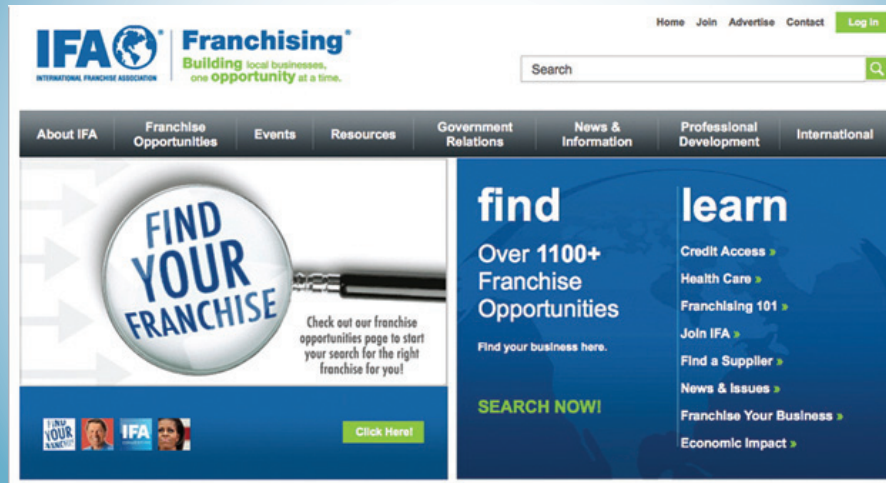 Home Join Advertise Contact Log In
IFA
INTERNATIONAL FRANCHISE ASSOCIATION
Franchising®
Building local businesses,
one opportunity at a time.
Search
About IFA
Franchise
Opportunities
Events
Resources
Government
Relations
News &
Information
Professional
Development
International
FIND
YOUR
FRANCHISE
Check out our franchise
opportunities page to start
your search for the right
franchise for you!
FIND
YOUR
FRANCHISE
IFA
Click Here!
find
Over 1100+
Franchise
Opportunities
Find your business here.
SEARCH NOW!
learn
Credit Access »
Health Care »
Franchising 101 »
Join IFA »
Find a Supplier »
News & Issues »
Franchise Your Business »
Economic Impact »